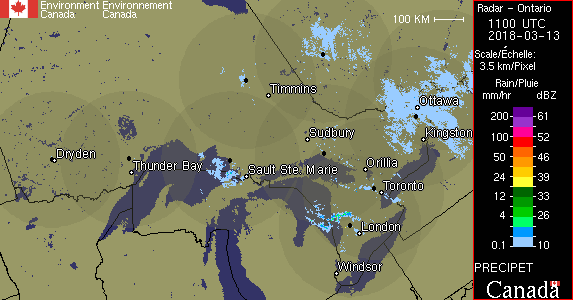 Environment Environnement
Canada Canada
100 KM
Timmins
Ottawa
Sudbury
Kingston
Dryden
Thunder Bay
Sault Ste. Marie
Orillia
Toronto
London
Windsor
Radar - Ontario
1100 UTC
2018-03-13
Scale/Échelle:
3.5 km/Pixel
Rain/Pluie
mm/hr dBZ
200 61
100 52
50 46
24 39
12 33
4 26
0.1 10
PRECIPET
Canada